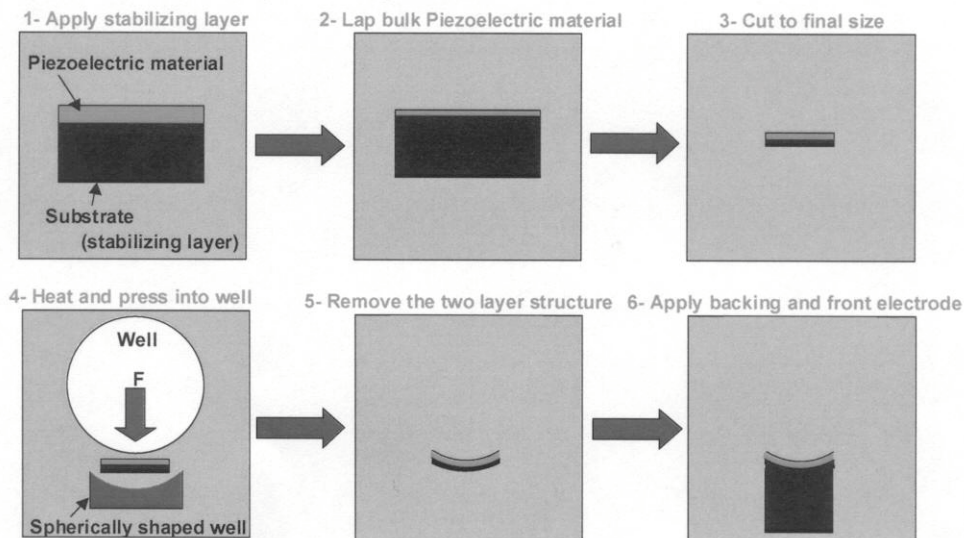 1- Apply stabilizing layer
2- Lap bulk Piezoelectric material
3- Cut to final size
Piezoelectric material
Substrate
(stabilizing layer)
4- Heat and press into well
5- Remove the two layer structure
6- Apply backing and front electrode
Well
F
Spherically shaped well